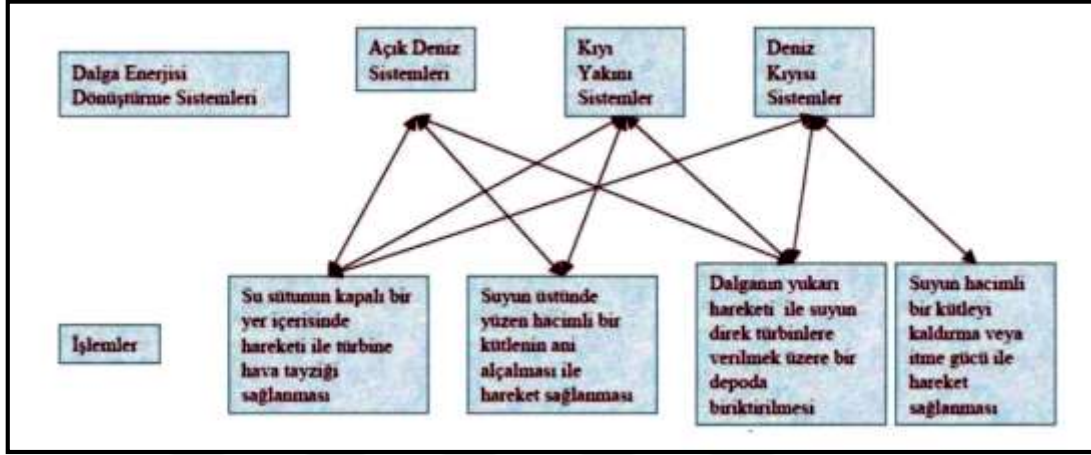 Dalga Enerjisi
Dönüştürme Sistemleri
Açık Deniz
Sistemleri
Kıyı
Yakını
Sistemler
Deniz
Kıyısı
Sistemler
İşlemler
Su sütunun kapalı bir
yer içerisinde
hareketi ile türbine
hava tayziği
sağlanması
Suyun üstünde
yüzen hacimli bir
kütlenin ani
alçalması ile
hareket sağlanması
Dalganın yukarı
hareketi ile suyun
direk türbinlere
verilmek üzere bir
depoda
biriktirilmesi
Suyun hacimli
bir kütleyi
kaldırma veya
itme gücü ile
hareket
sağlanması